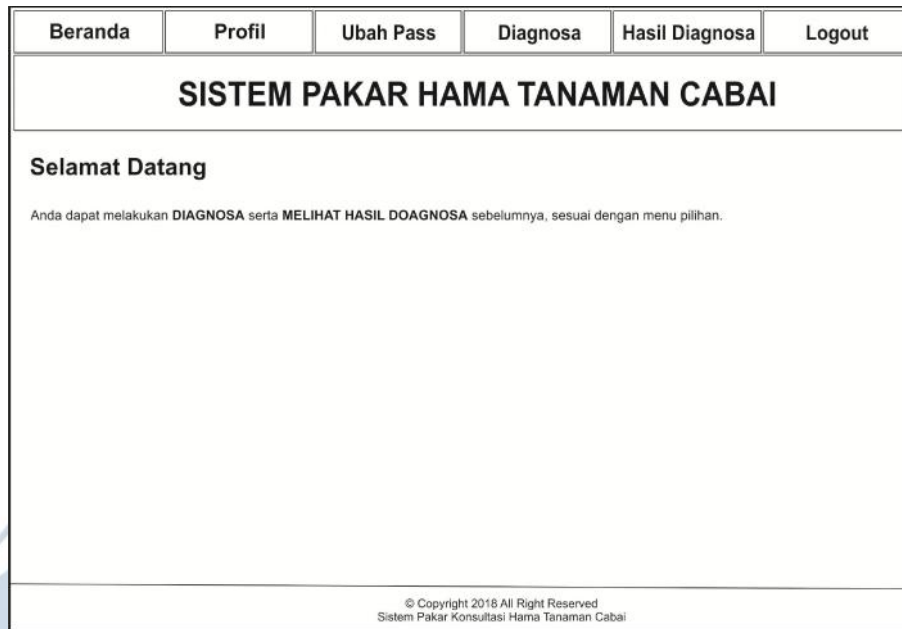 Beranda Profil Ubah Pass Diagnosa Hasil Diagnosa Logout
SISTEM PAKAR HAMA TANAMAN CABAI
Selamat Datang
Anda dapat melakukan DIAGNOSA serta MELIHAT HASIL DOAGNOSA sebelumnya, sesuai dengan menu pilihan.
© Copyright 2018 All Right Reserved
Sistem Pakar Konsultasi Hama Tanaman Cabai